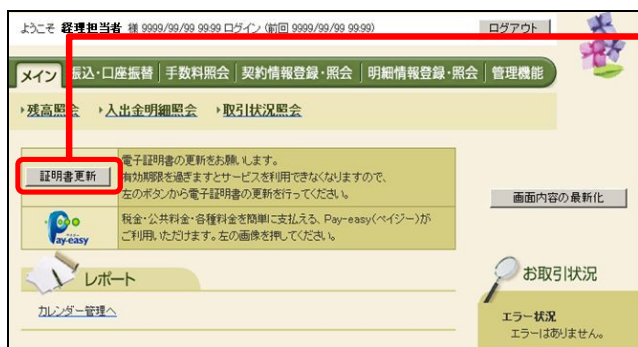 ようこそ 経理担当者 様 9999/99/99 99:99 ログイン (前回 9999/99/99 99:99)
ログアウト
メイン 振込・口座振替 手数料照会 契約情報登録・照会 明細情報登録・照会 管理機能
残高照会 入出金明細照会 取引状況照会
証明書更新
電子証明書の更新をお願いします。
有効期限を過ぎますとサービスを利用できなくなりますので、
左のボタンから電子証明書の更新を行ってください。
画面内容の最新化
Pay-easy
税金・公共料金・各種料金を簡単に支払える、Pay-easy(ペイジー)が
ご利用いただけます。左の画像を押してください。
レポート
お取引状況
カレンダー管理へ
エラー状況
エラーはありません。